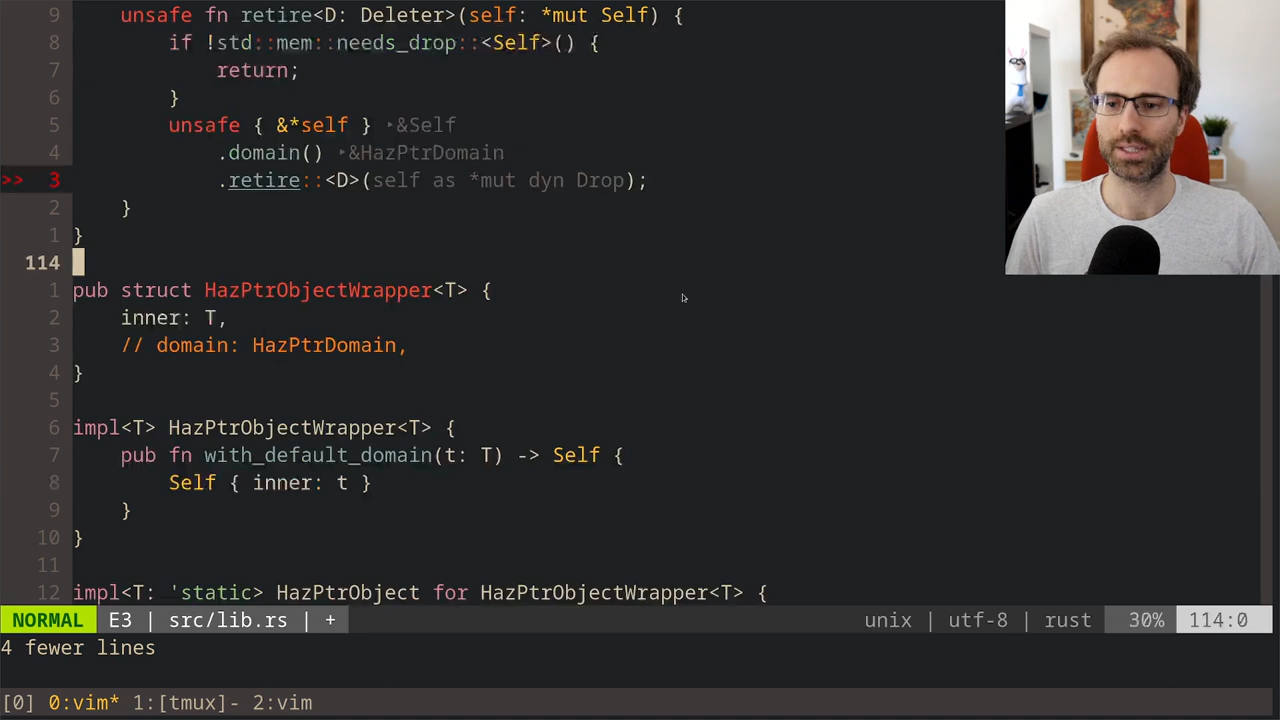 9 unsafe fn retire<D: Deleter>(self: *mut Self) {
8 if !std::mem::needs_drop::<Self>() {
7 return;
6 }
5 unsafe { &*self } ‣&Self
4 .domain() ‣&HazPtrDomain
>> 3 .retire::<D>(self as *mut dyn Drop);
2 }
1 }
114
1 pub struct HazPtrObjectWrapper<T> {
2 inner: T,
3 // domain: HazPtrDomain,
4 }
5
6 impl<T> HazPtrObjectWrapper<T> {
7 pub fn with_default_domain(t: T) -> Self {
8 Self { inner: t }
9 }
10 }
11
12 impl<T: 'static> HazPtrObject for HazPtrObjectWrapper<T> {
NORMAL E3 | src/lib.rs | + unix | utf-8 | rust 30% 114:0
4 fewer lines
[0] 0:vim* 1:[tmux]- 2:vim